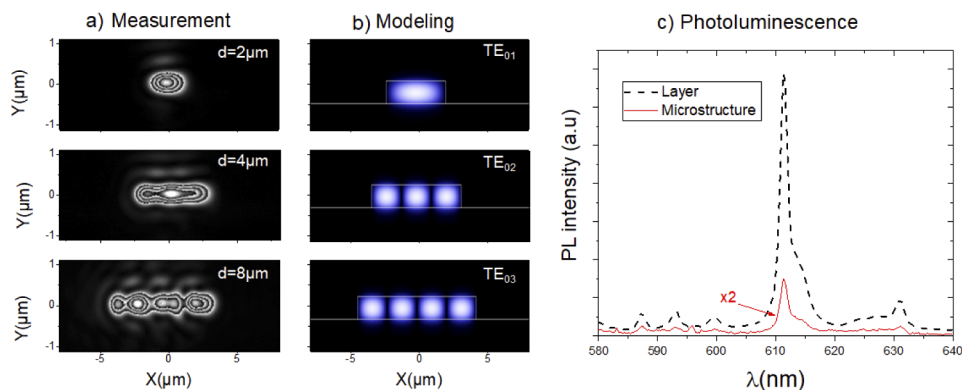 a) Measurement
b) Modeling
c) Photoluminescence
d=2µm
d=4µm
d=8µm
Y(µm)
1
0
-1
Y(µm)
1
0
-1
Y(µm)
1
0
-1
-5
0
5
X(µm)
TE01
TE02
TE03
-5
0
5
X(µm)
PL intensity (a.u)
Layer
Microstructure
x2
580
590
600
610
620
630
640
λ(nm)